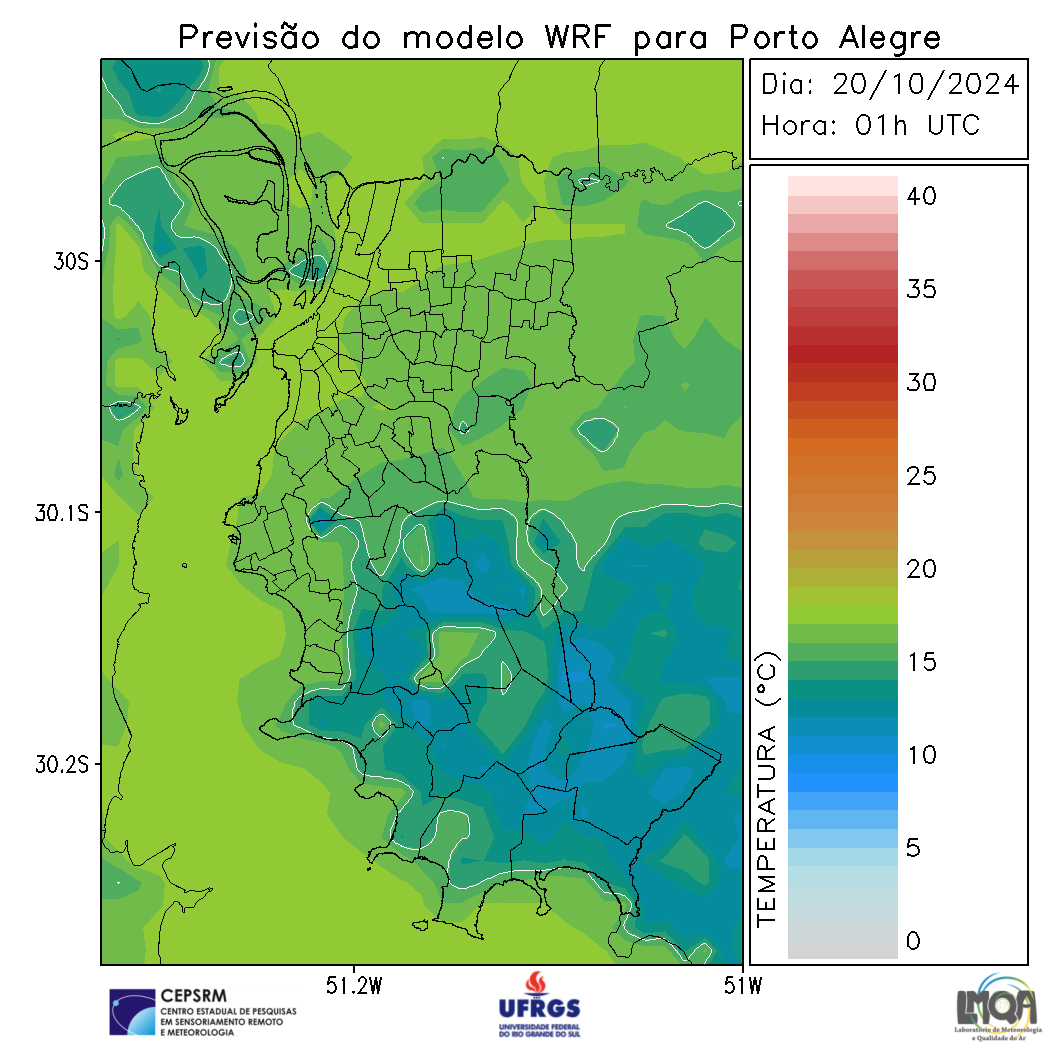 Previsão do modelo WRF para Porto Alegre
Dia: 20/10/2024
Hora: 01h UTC
40
35
30
25
20
15
10
5
0
TEMPERATURA (°C)
30S
30.1S
30.2S
51.2W
51W
CEPSRM
CENTRO ESTADUAL DE PESQUISAS
EM SENSORIAMENTO REMOTO
E METEOROLOGIA
UFRGS
UNIVERSIDADE FEDERAL
DO RIO GRANDE DO SUL
LMQA
Laboratório de Meteorologia
e Qualidade do Ar